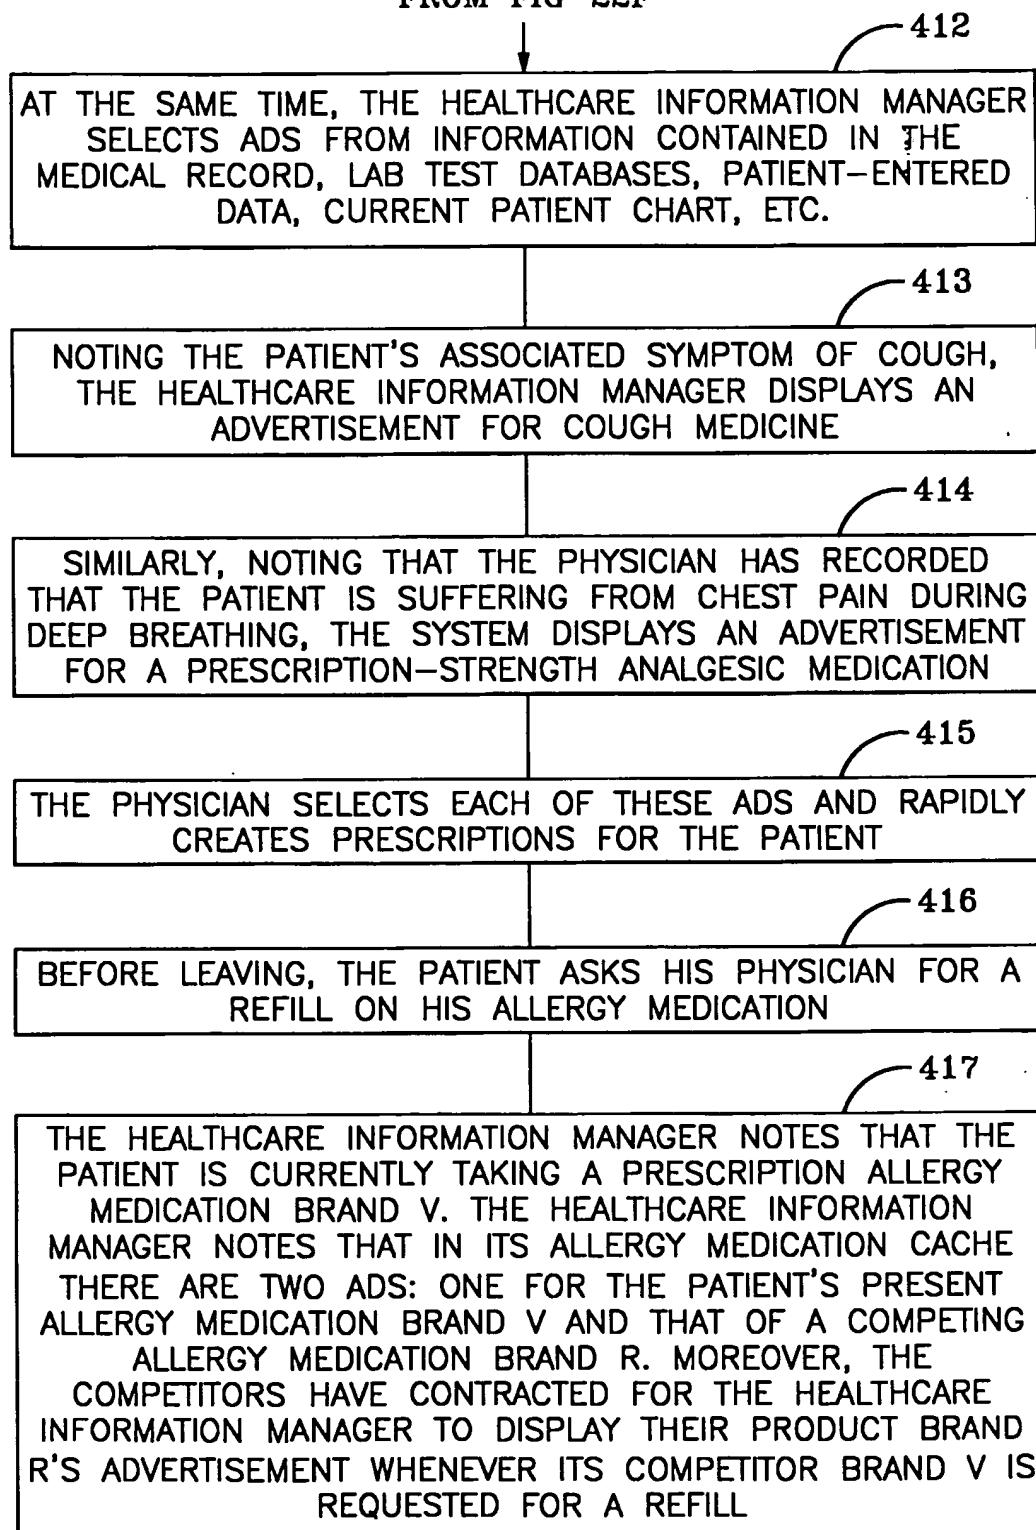 FROM FIG 22F
412
AT THE SAME TIME, THE HEALTHCARE INFORMATION MANAGER
SELECTS ADS FROM INFORMATION CONTAINED IN THE
MEDICAL RECORD, LAB TEST DATABASES, PATIENT-ENTERED
DATA, CURRENT PATIENT CHART, ETC.
413
NOTING THE PATIENT'S ASSOCIATED SYMPTOM OF COUGH,
THE HEALTHCARE INFORMATION MANAGER DISPLAYS AN
ADVERTISEMENT FOR COUGH MEDICINE
414
SIMILARLY, NOTING THAT THE PHYSICIAN HAS RECORDED
THAT THE PATIENT IS SUFFERING FROM CHEST PAIN DURING
DEEP BREATHING, THE SYSTEM DISPLAYS AN ADVERTISEMENT
FOR A PRESCRIPTION-STRENGTH ANALGESIC MEDICATION
415
THE PHYSICIAN SELECTS EACH OF THESE ADS AND RAPIDLY
CREATES PRESCRIPTIONS FOR THE PATIENT
416
BEFORE LEAVING, THE PATIENT ASKS HIS PHYSICIAN FOR A
REFILL ON HIS ALLERGY MEDICATION
417
THE HEALTHCARE INFORMATION MANAGER NOTES THAT THE
PATIENT IS CURRENTLY TAKING A PRESCRIPTION ALLERGY
MEDICATION BRAND V. THE HEALTHCARE INFORMATION
MANAGER NOTES THAT IN ITS ALLERGY MEDICATION CACHE
THERE ARE TWO ADS: ONE FOR THE PATIENT'S PRESENT
ALLERGY MEDICATION BRAND V AND THAT OF A COMPETING
ALLERGY MEDICATION BRAND R. MOREOVER, THE
COMPETITORS HAVE CONTRACTED FOR THE HEALTHCARE
INFORMATION MANAGER TO DISPLAY THEIR PRODUCT BRAND
R'S ADVERTISEMENT WHENEVER ITS COMPETITOR BRAND V IS
REQUESTED FOR A REFILL